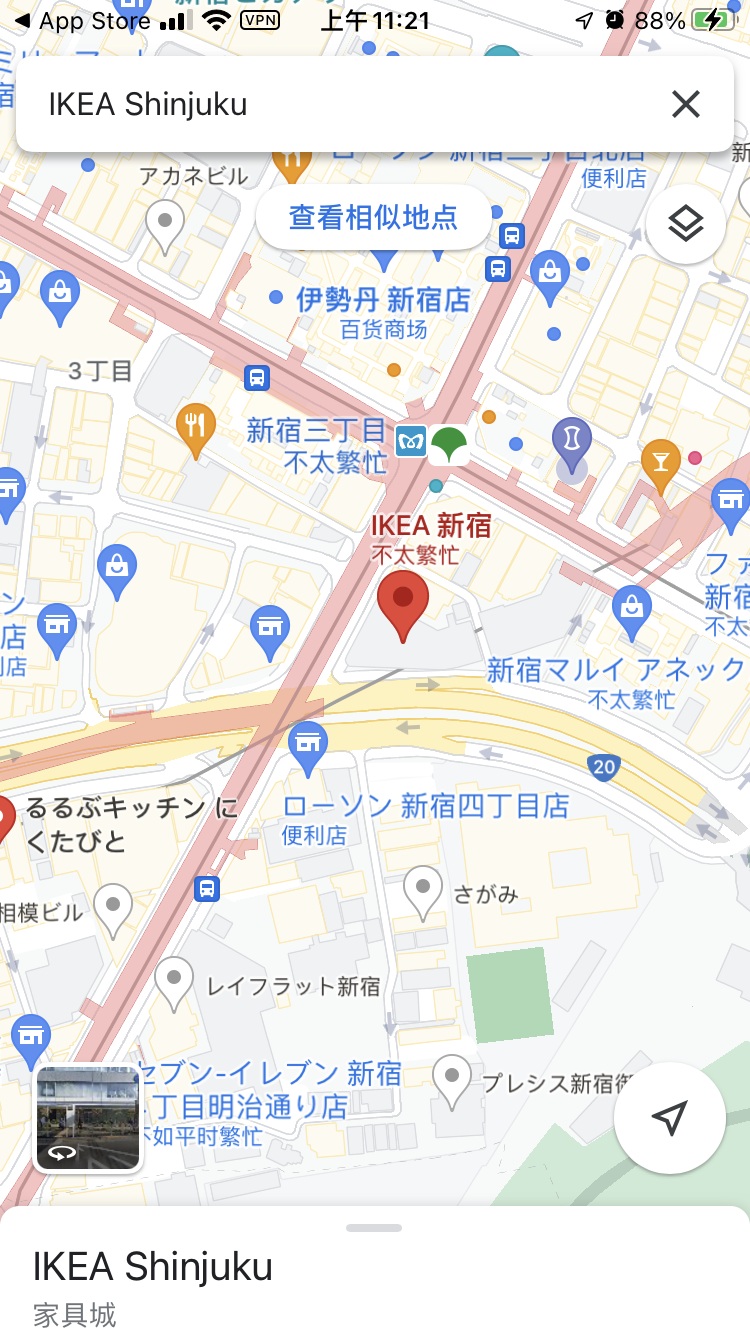 App Store
VPN
上午11:21
88%
IKEA Shinjuku
便利店
アカネビル
查看相似地点
伊勢丹 新宿店
百货商场
3丁目
新宿三丁目
不太繁忙
IKEA 新宿
不太繁忙
新宿マルイ アネック
不太繁忙
20
るるぶキッチン に
くたびと
ローソン 新宿四丁目店
便利店
さがみ
相模ビル
レイフラット新宿
セブン-イレブン 新宿
丁目明治通り店
不如平时繁忙
プレシス新宿御
IKEA Shinjuku
家具城